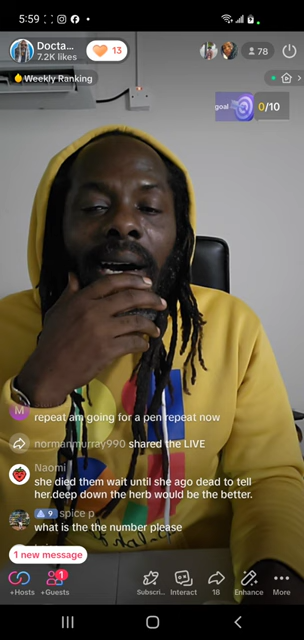 5:59
Docta...
7.2K likes
13
78
Weekly Ranking
goal
0/10
M
repeat am going for a pen repeat now
normanmurray990 shared the LIVE
Naomi
she died them wait until she ago dead to tell
her.deep down the herb would be the better.
9 spice p
what is the the number please
1 new message
1
+Hosts
+Guests
Subscri...
Interact
18
Enhance
More